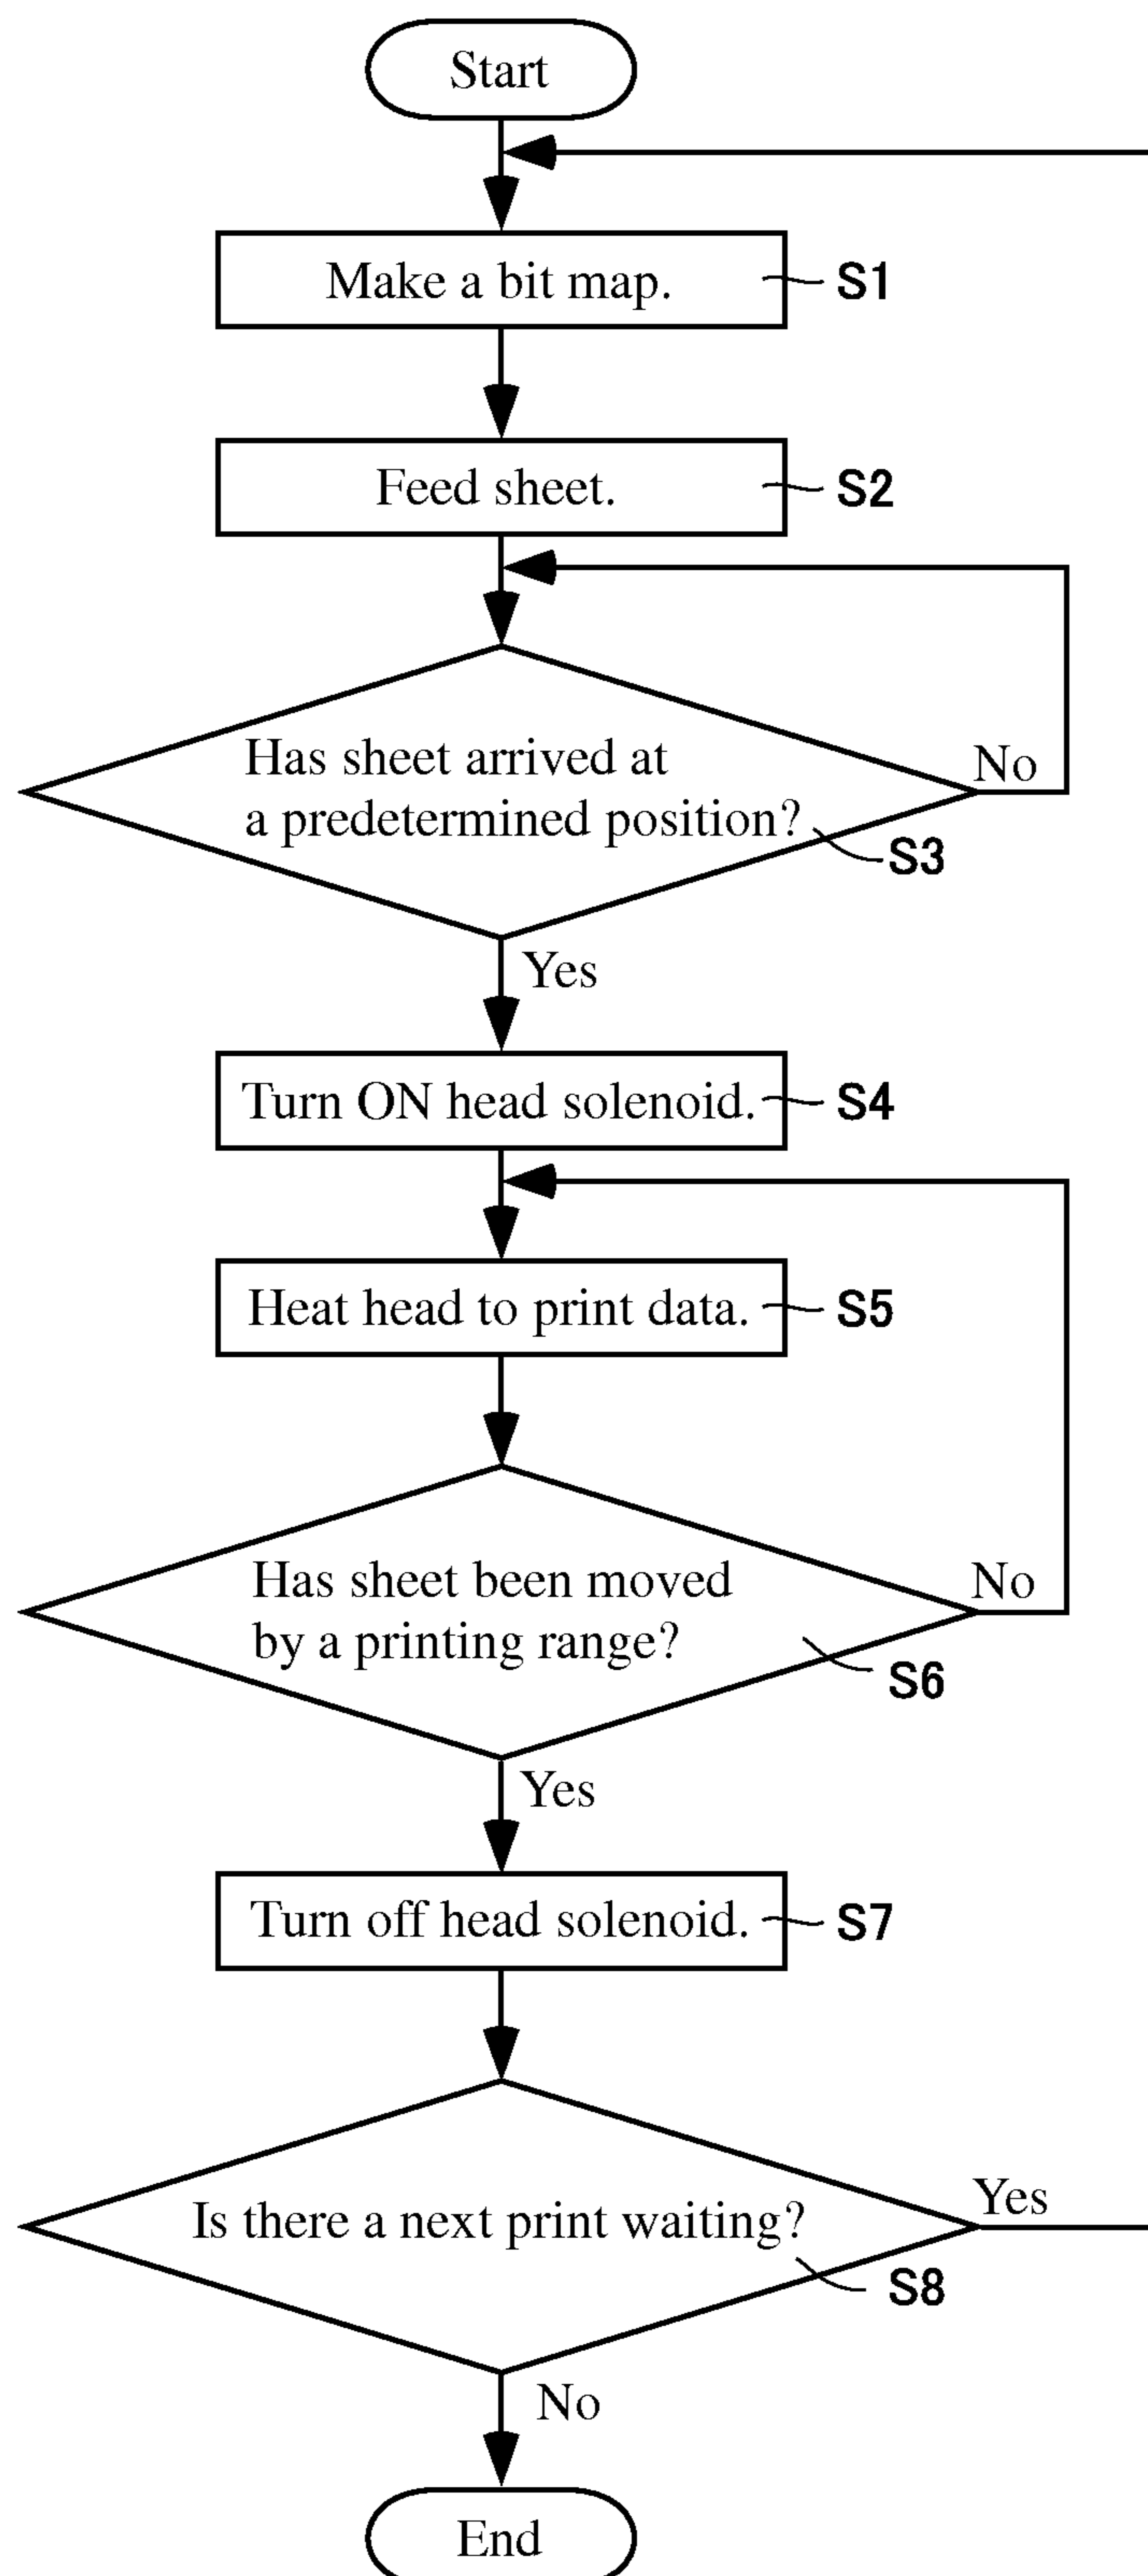 Start
Make a bit map.
S1
Feed sheet.
S2
Has sheet arrived at
a predetermined position?
No
S3
Yes
Turn ON head solenoid.
S4
Heat head to print data.
S5
Has sheet been moved
by a printing range?
No
S6
Yes
Turn off head solenoid.
S7
Is there a next print waiting?
Yes
S8
No
End